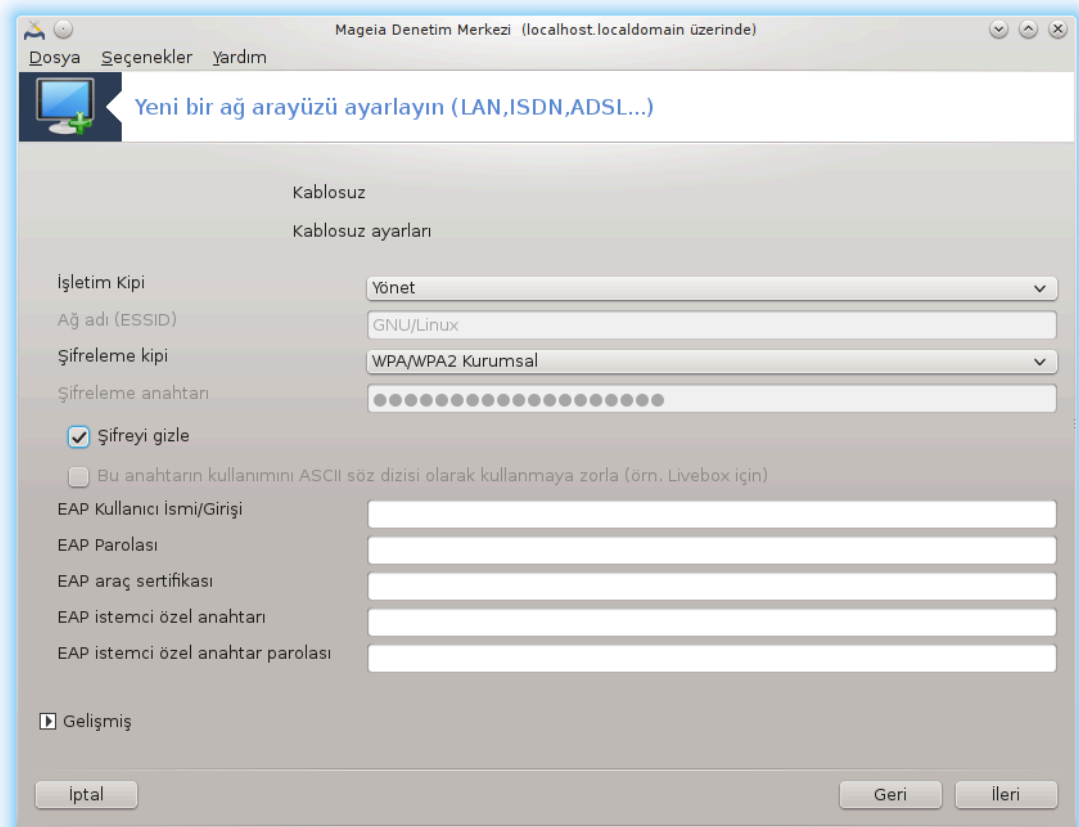 Mageia Denetim Merkezi (localhost.localdomain üzerinde)
Dosya Seçenekler Yardım
Yeni bir ağ arayüzü ayarlayın (LAN,ISDN,ADSL...)
Kablosuz
Kablosuz ayarları
İşletim Kipi Yönet
Ağ adı (ESSID) GNU/Linux
Şifreleme kipi WPA/WPA2 Kurumsal
Şifreleme anahtarı ●●●●●●●●●●●●●●●●●●●
Şifreyi gizle
Bu anahtarın kullanımını ASCII söz dizisi olarak kullanmaya zorla (örn. Livebox için)
EAP Kullanıcı İsmi/Girişi
EAP Parolası
EAP araç sertifikası
EAP istemci özel anahtarı
EAP istemci özel anahtar parolası
Gelişmiş
İptal Geri İleri